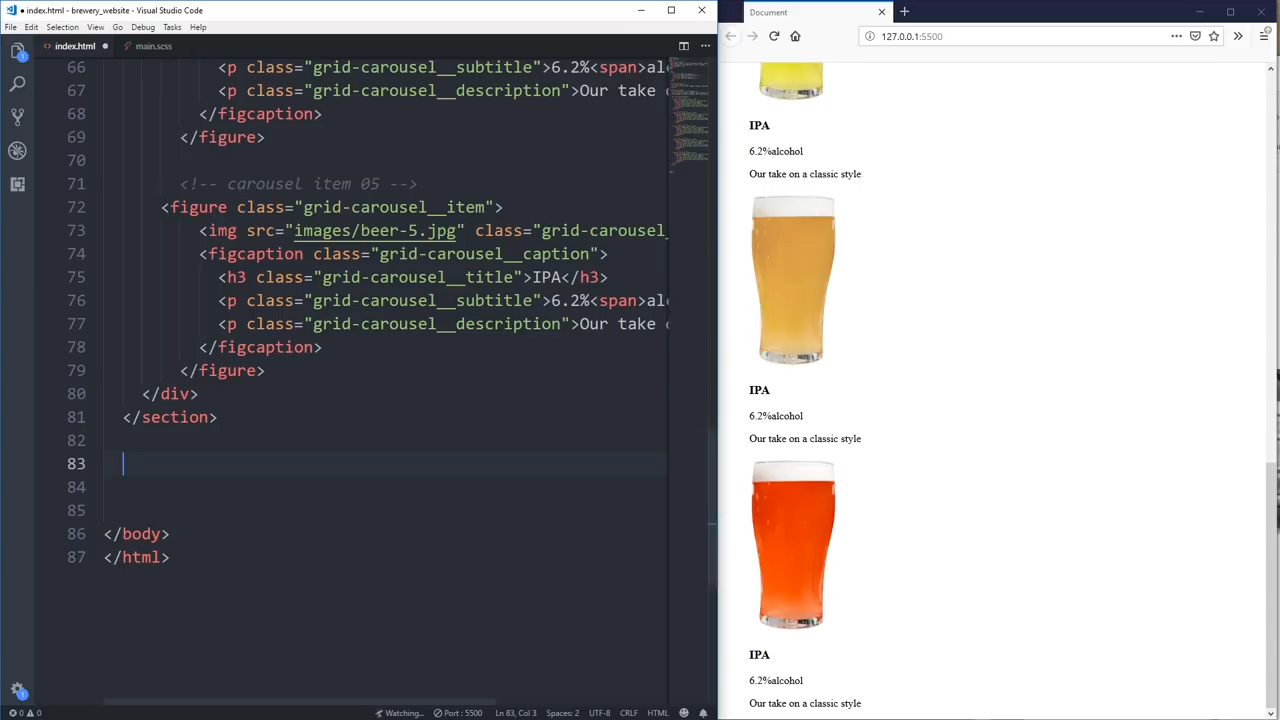 index.html - brewery_website - Visual Studio Code
File Edit Selection View Go Debug Tasks Help
index.html
main.scss
66 <p class="grid-carousel__subtitle">6.2%<span>al
67 <p class="grid-carousel__description">Our take
68 </figcaption>
69 </figure>
70
71 <!-- carousel item 05 -->
72 <figure class="grid-carousel__item">
73 <img src="images/beer-5.jpg" class="grid-carousel_
74 <figcaption class="grid-carousel__caption">
75 <h3 class="grid-carousel__title">IPA</h3>
76 <p class="grid-carousel__subtitle">6.2%<span>al
77 <p class="grid-carousel__description">Our take
78 </figcaption>
79 </figure>
80 </div>
81 </section>
82
83
84
85
86 </body>
87 </html>
0 0
Watching...
Port : 5500
Ln 83, Col 3
Spaces: 2
UTF-8
CRLF
HTML
Document
127.0.0.1:5500
IPA
6.2%alcohol
Our take on a classic style
IPA
6.2%alcohol
Our take on a classic style
IPA
6.2%alcohol
Our take on a classic style